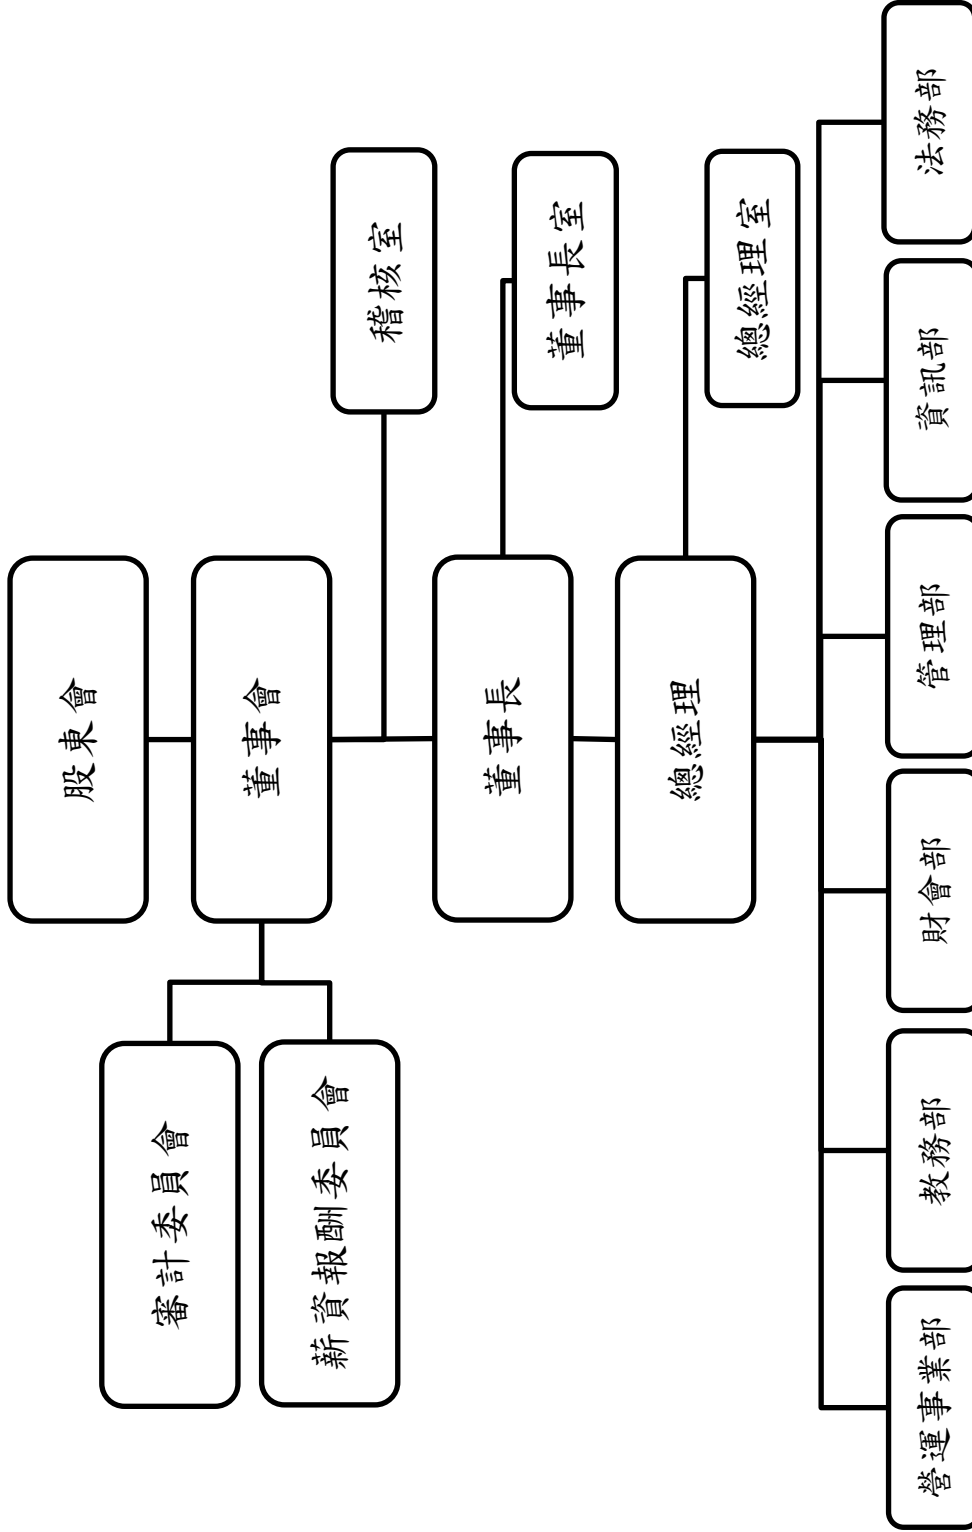 股東會
董事會
審計委員會
薪資報酬委員會
稽核室
董事長
董事長室
總經理
總經理室
營運事業部
教務部
財會部
管理部
資訊部
法務部